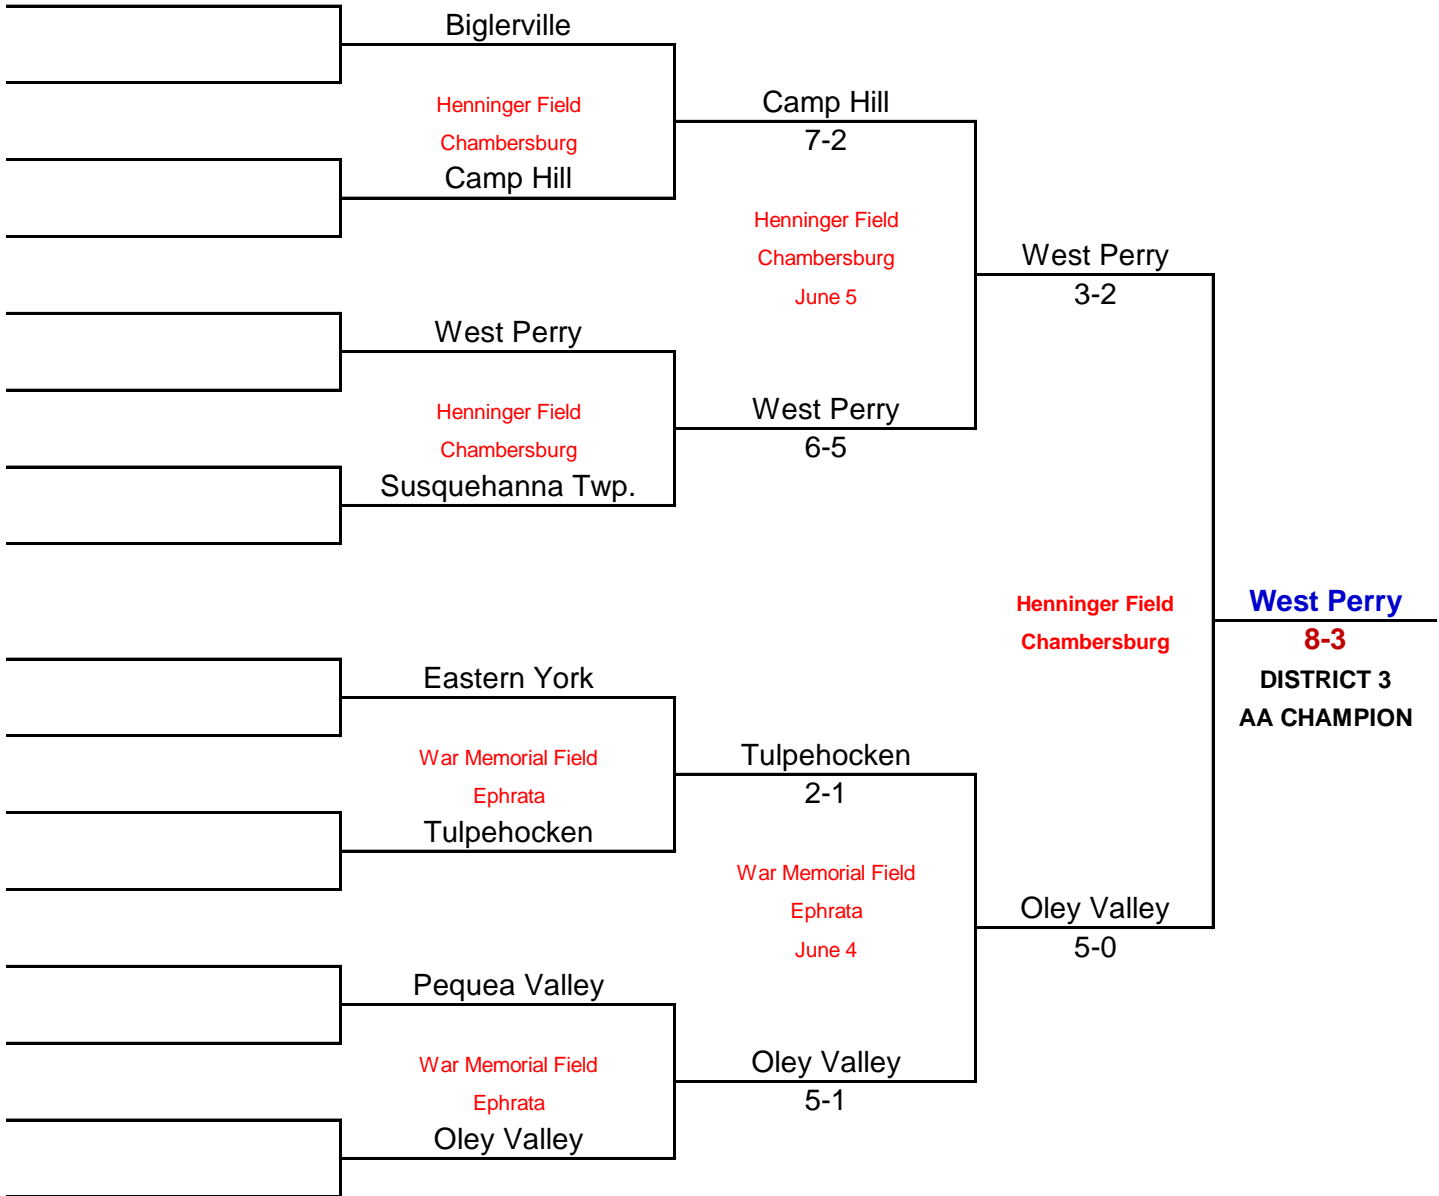 Biglerville
Henninger Field
Chambersburg
Camp Hill
Camp Hill
7-2
Henninger Field
Chambersburg
June 5
West Perry
Henninger Field
Chambersburg
Susquehanna Twp.
West Perry
6-5
West Perry
3-2
Henninger Field
Chambersburg
West Perry
8-3
DISTRICT 3
AA CHAMPION
Eastern York
War Memorial Field
Ephrata
Tulpehocken
Tulpehocken
2-1
War Memorial Field
Ephrata
June 4
Oley Valley
5-0
Pequea Valley
War Memorial Field
Ephrata
Oley Valley
Oley Valley
5-1